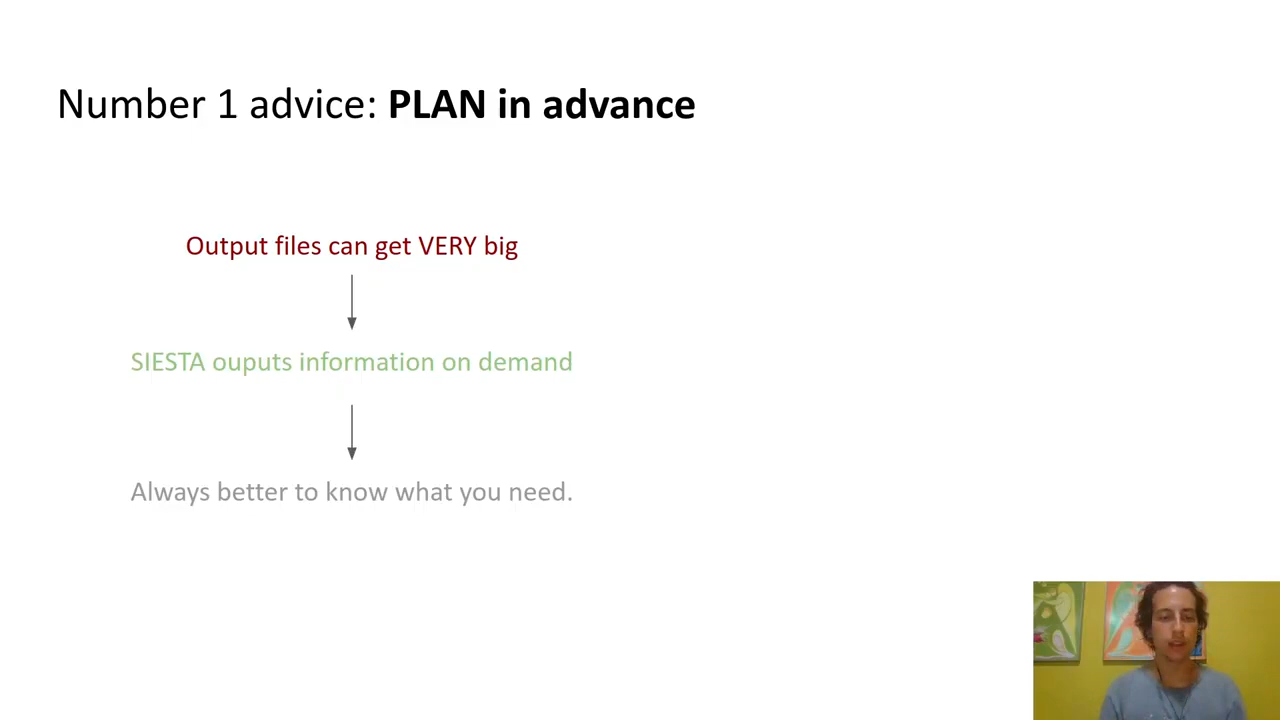 Number 1 advice: PLAN in advance
Output files can get VERY big
SIESTA ouputs information on demand
Always better to know what you need.